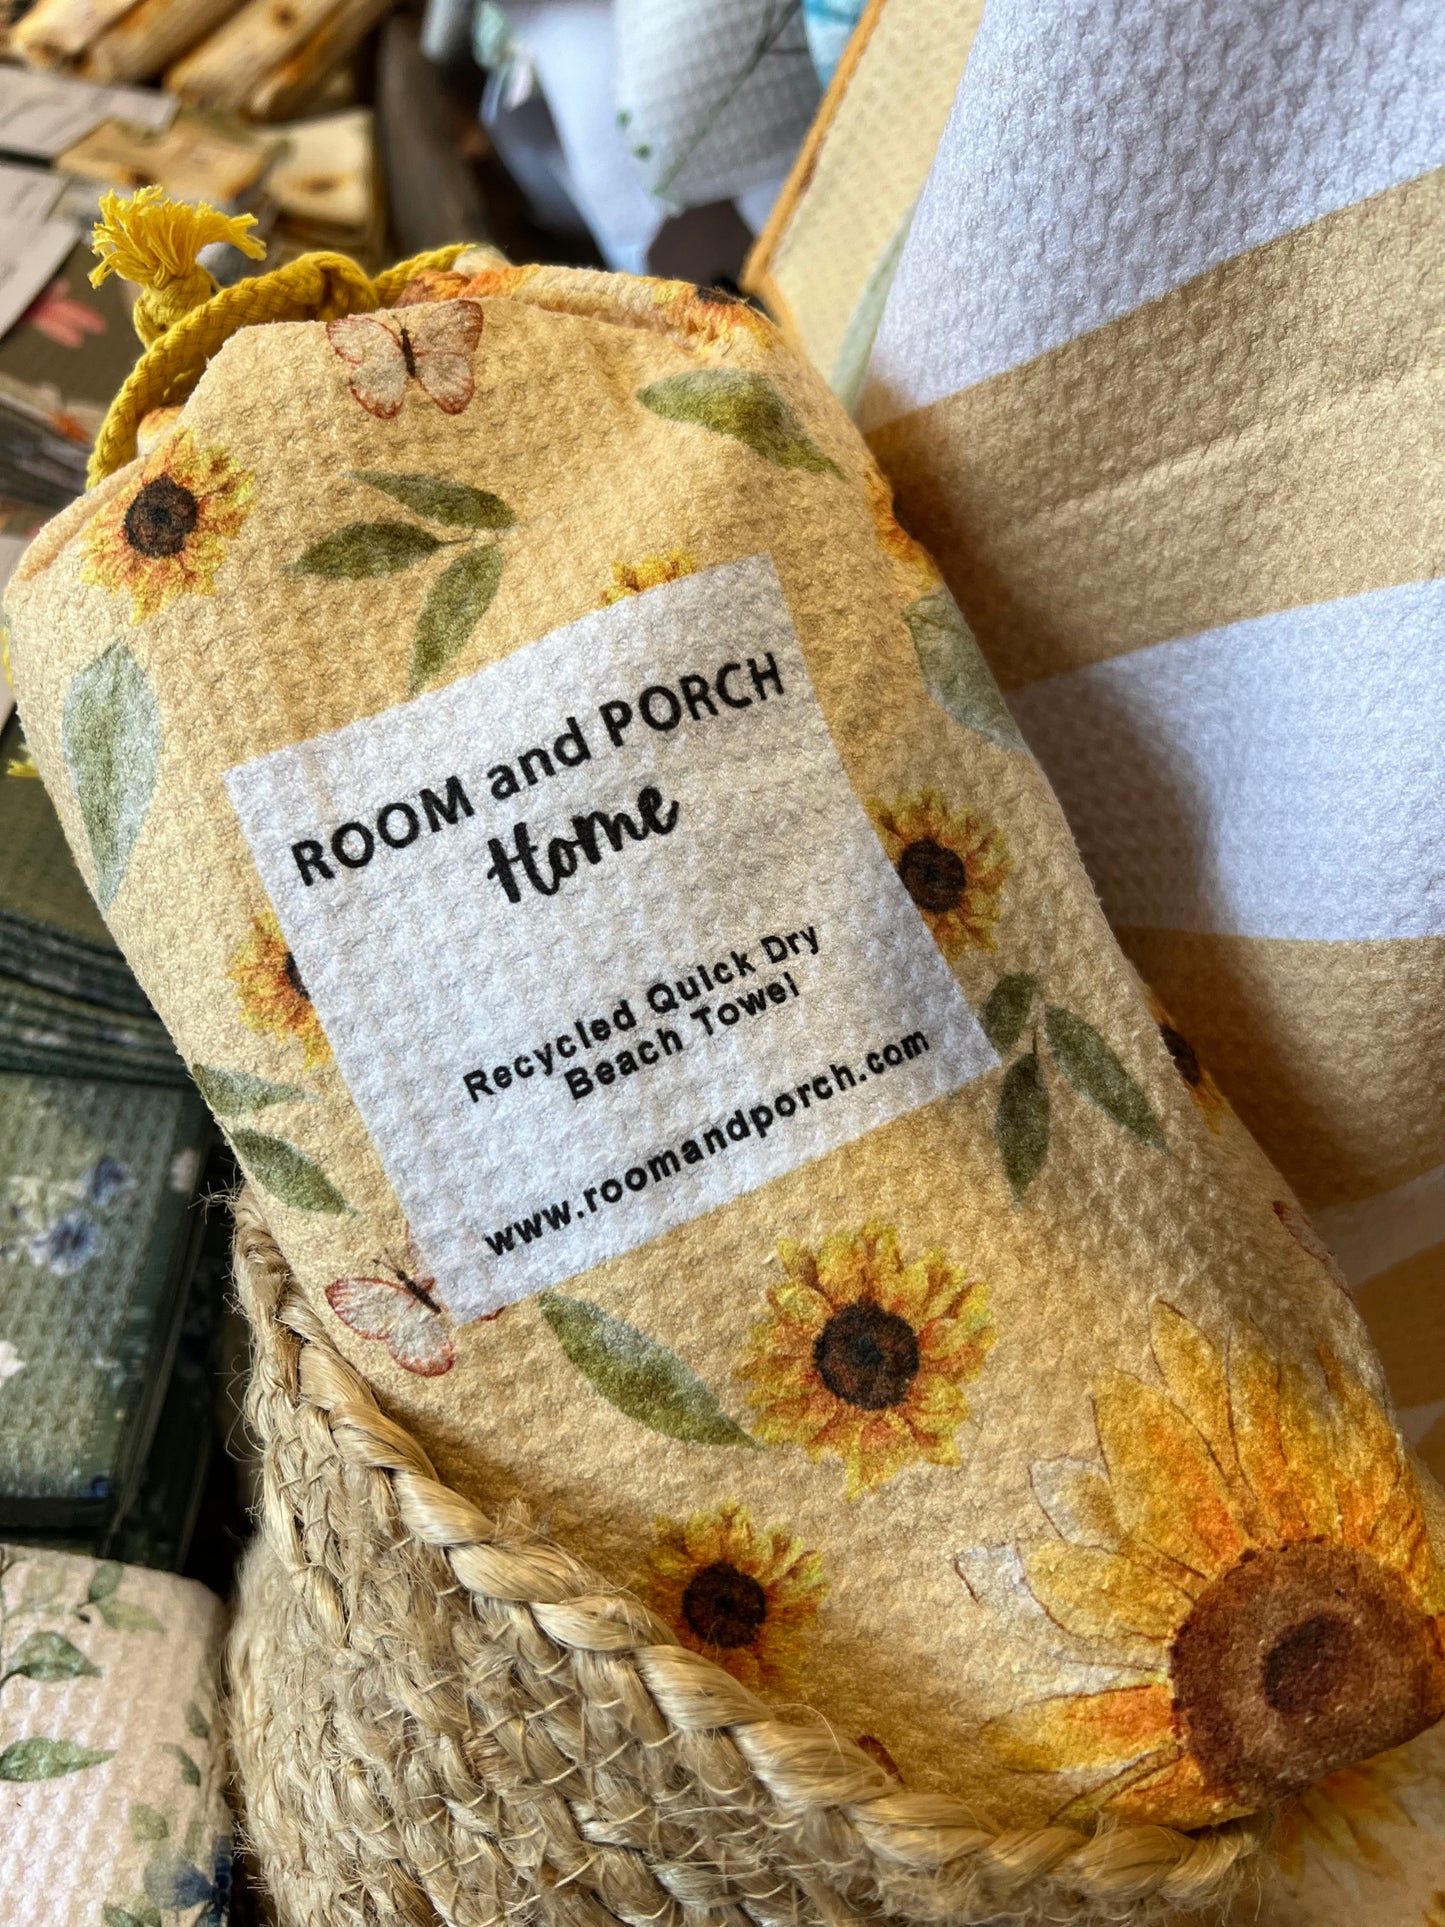 ROOM and PORCH
Home
Recycled Quick Dry
Beach Towel
www.roomandporch.com